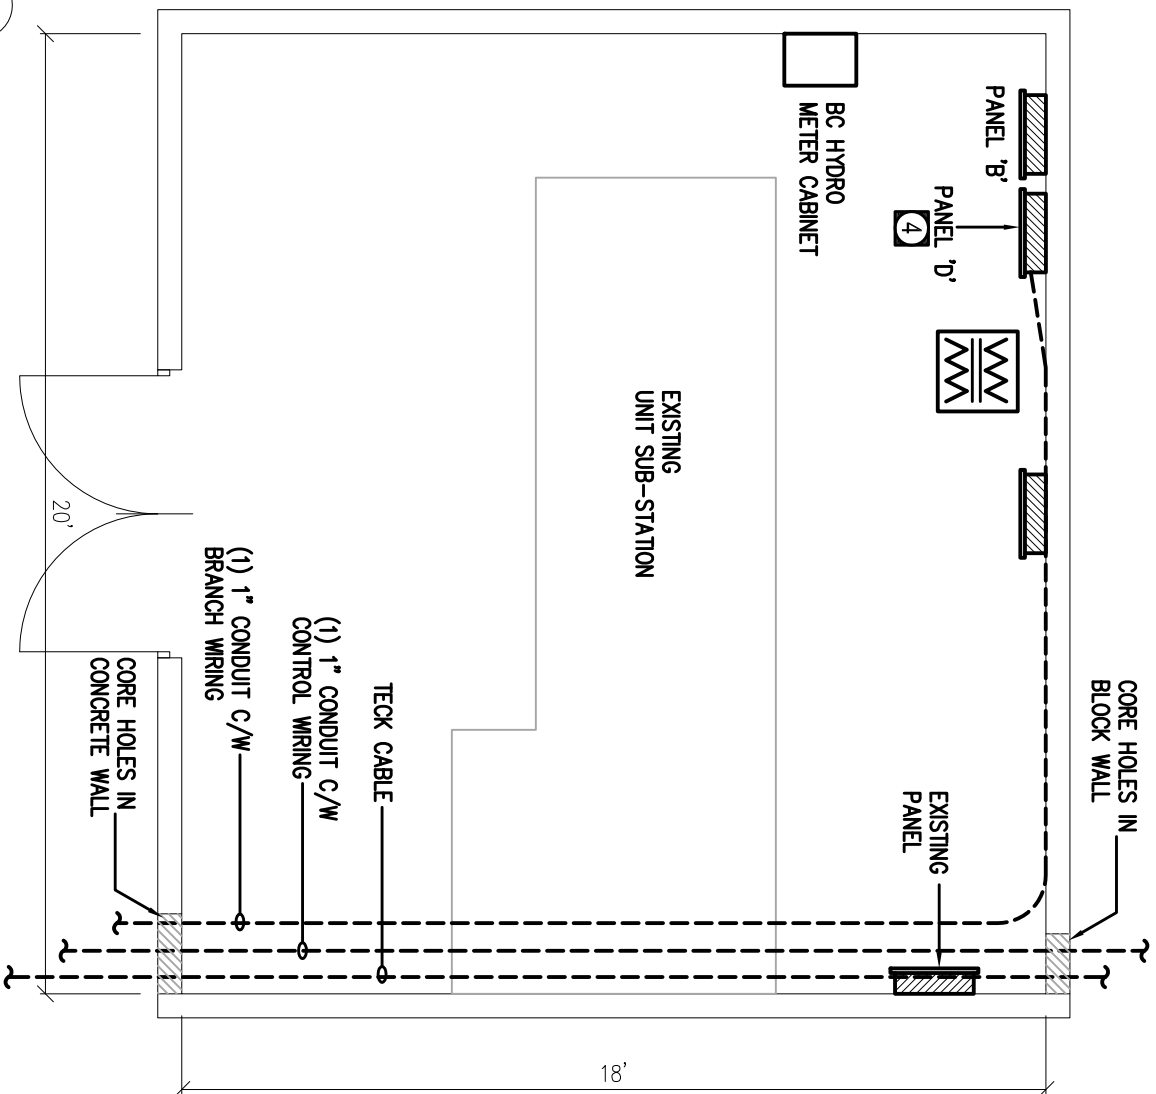 CORE HOLES IN
BLOCK WALL
PANEL 'B'
PANEL 'D'
4
EXISTING
PANEL
BC HYDRO
METER CABINET
EXISTING
UNIT SUB-STATION
TECK CABLE
(1) 1" CONDUIT C/W
CONTROL WIRING
(1) 1" CONDUIT C/W
BRANCH WIRING
CORE HOLES IN
CONCRETE WALL
20'
18'